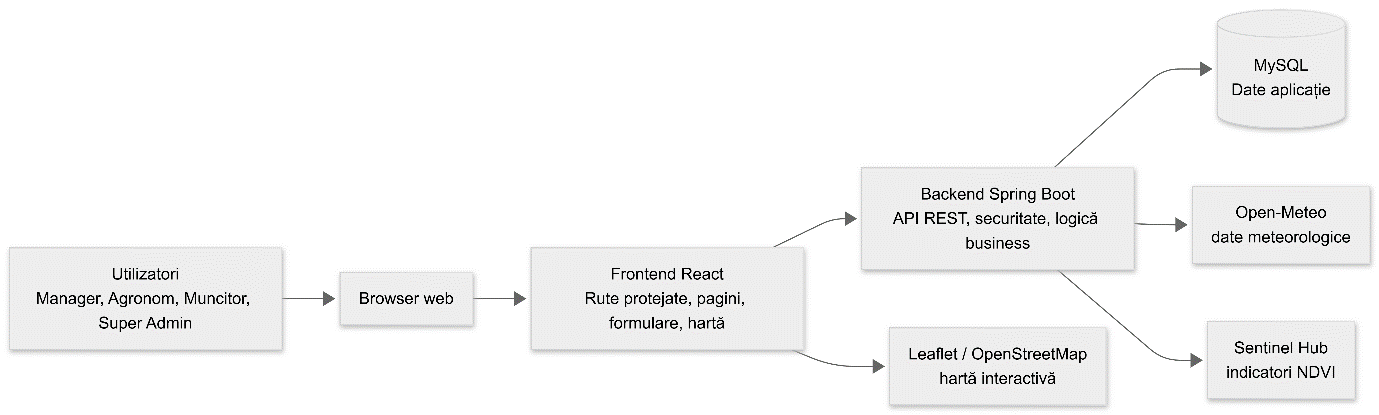 Utilizatori
Manager, Agronom, Muncitor,
Super Admin
Browser web
Frontend React
Rute protejate, pagini,
formulare, hartă
Backend Spring Boot
API REST, securitate, logică
business
Leaflet / OpenStreetMap
hartă interactivă
MySQL
Date aplicație
Open-Meteo
date meteorologice
Sentinel Hub
indicatori NDVI